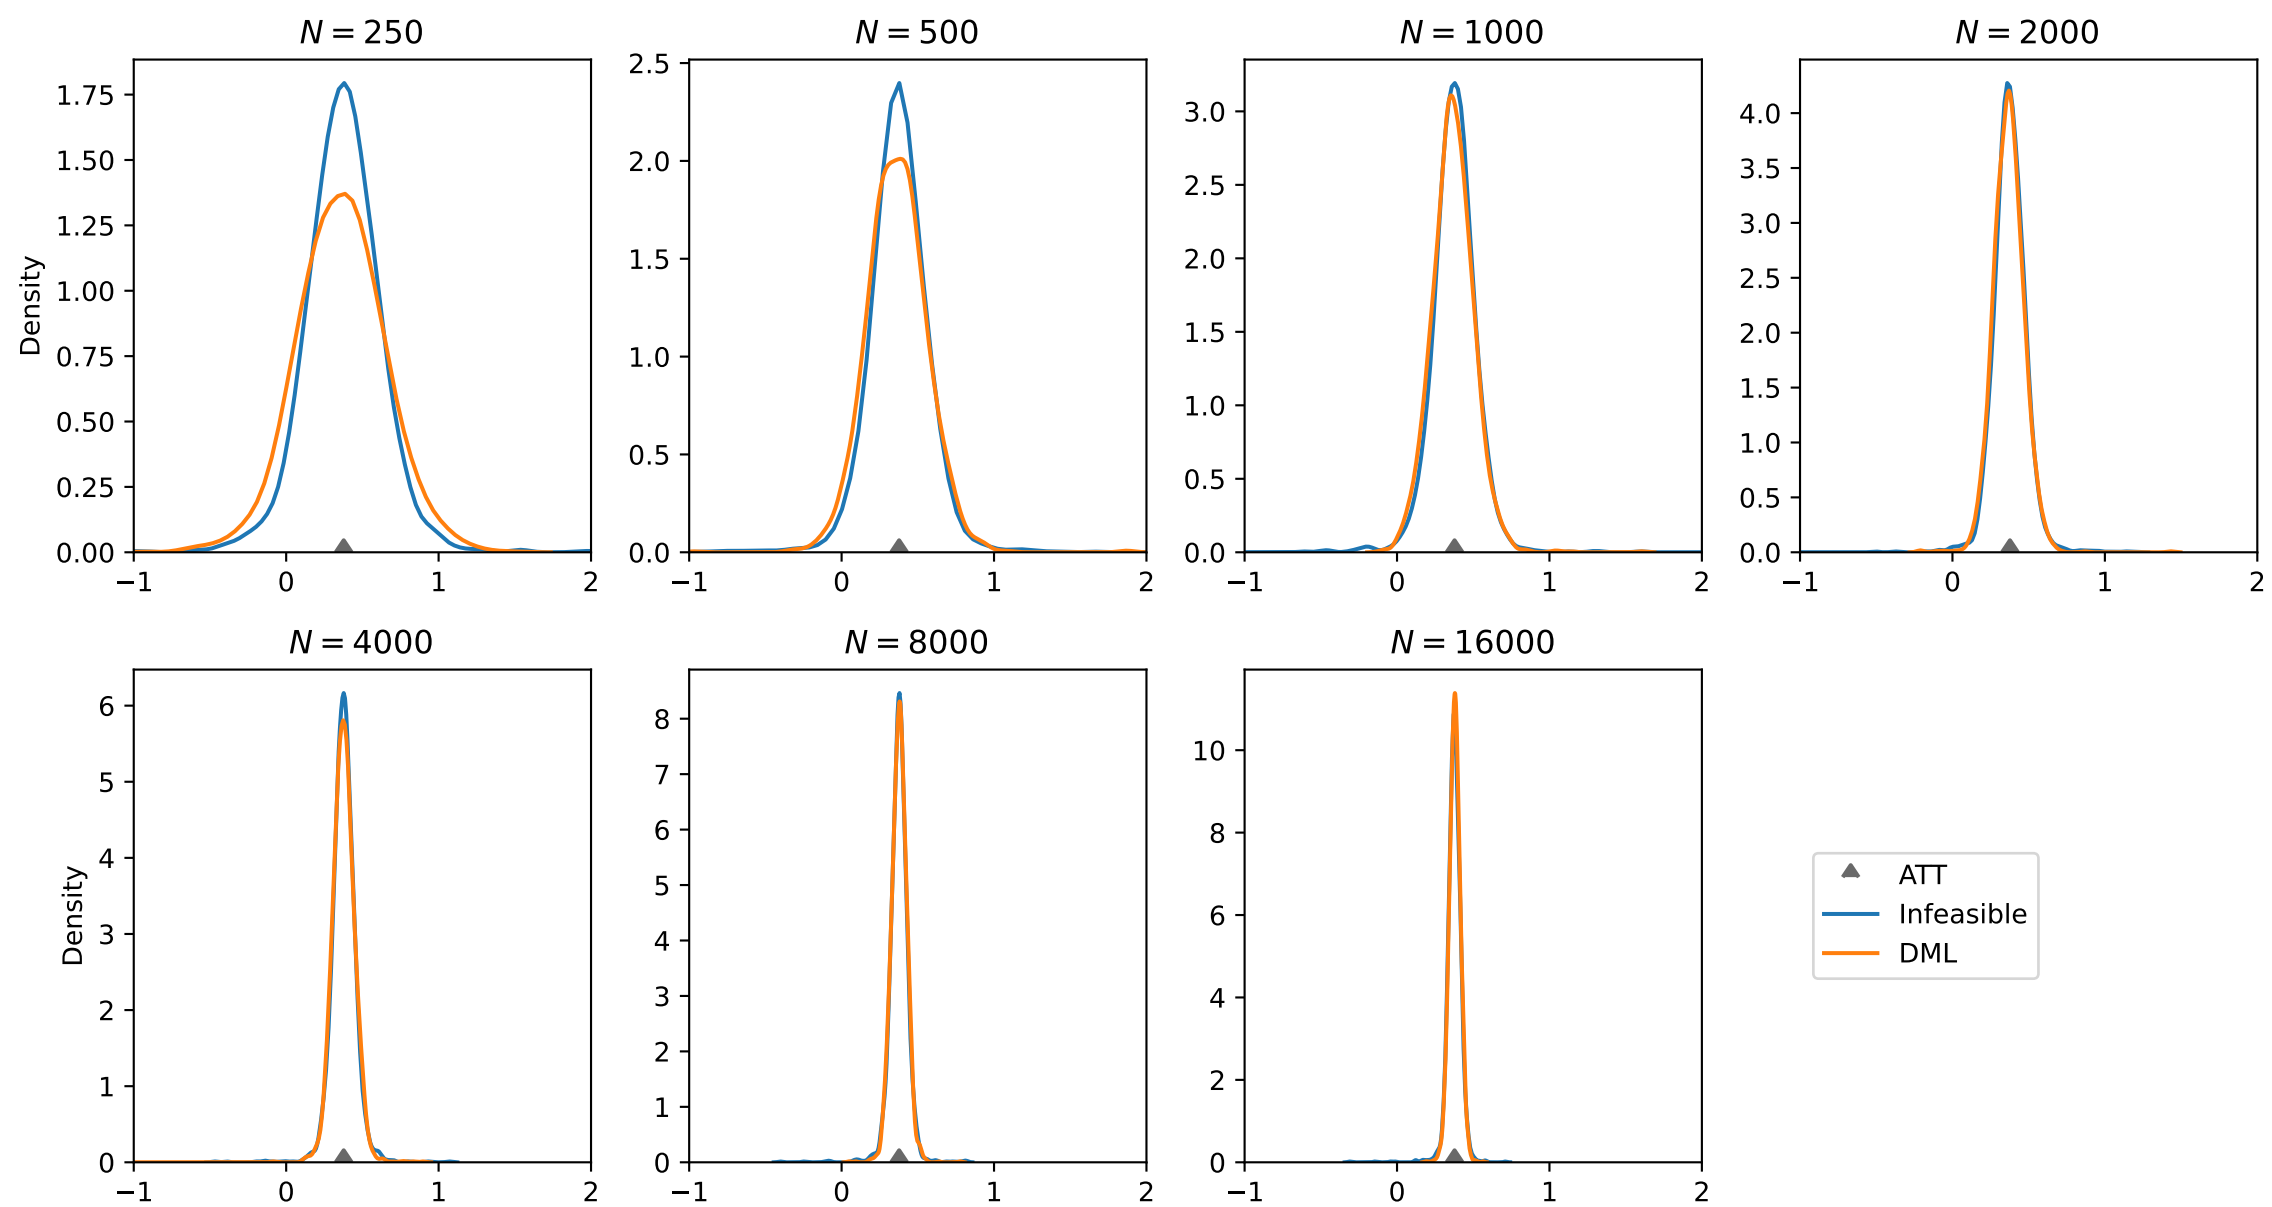 N = 250
1.75
1.50
1.25
1.00
0.75
0.50
0.25
0.00
Density
−1 0 1 2
N = 500
2.5
2.0
1.5
1.0
0.5
0.0
−1 0 1 2
N = 1000
3.0
2.5
2.0
1.5
1.0
0.5
0.0
−1 0 1 2
N = 2000
4.0
3.5
3.0
2.5
2.0
1.5
1.0
0.5
0.0
−1 0 1 2
N = 4000
6
5
4
3
2
1
0
Density
−1 0 1 2
N = 8000
8
7
6
5
4
3
2
1
0
−1 0 1 2
N = 16000
10
8
6
4
2
0
−1 0 1 2
ATT
Infeasible
DML